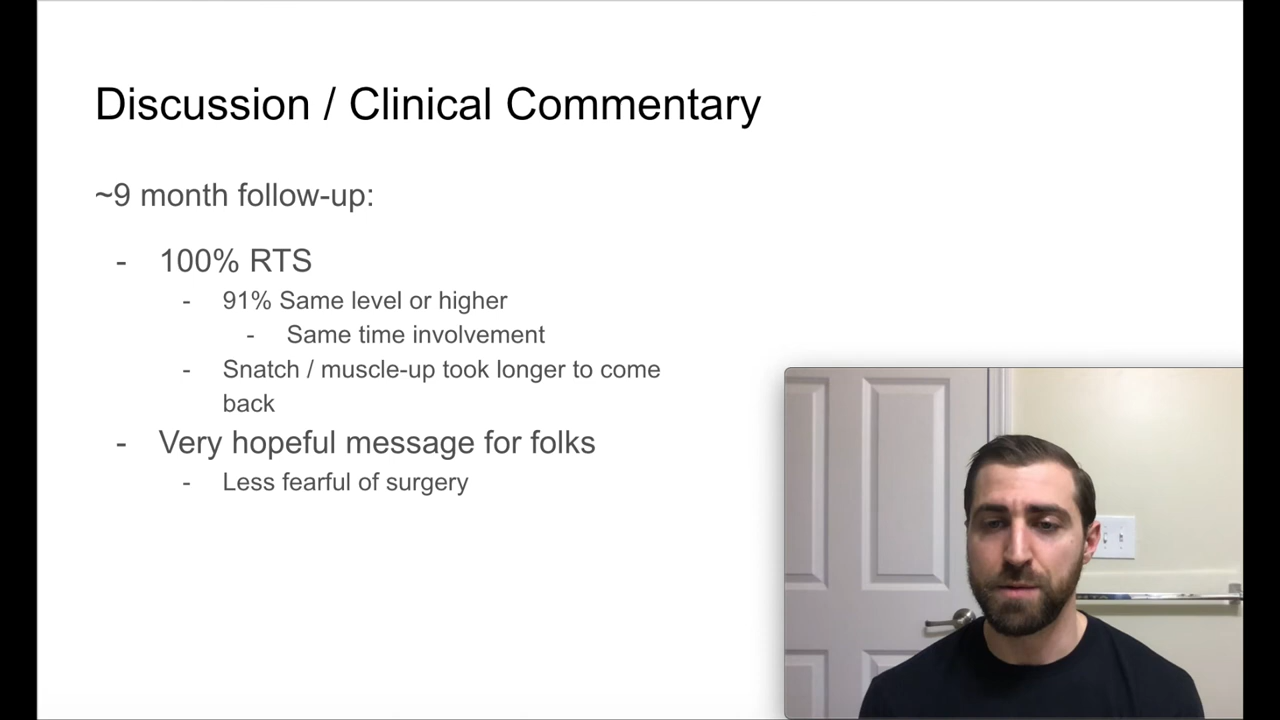 Discussion / Clinical Commentary
~9 month follow-up:
- 100% RTS
- 91% Same level or higher
- Same time involvement
- Snatch / muscle-up took longer to come
back
- Very hopeful message for folks
- Less fearful of surgery